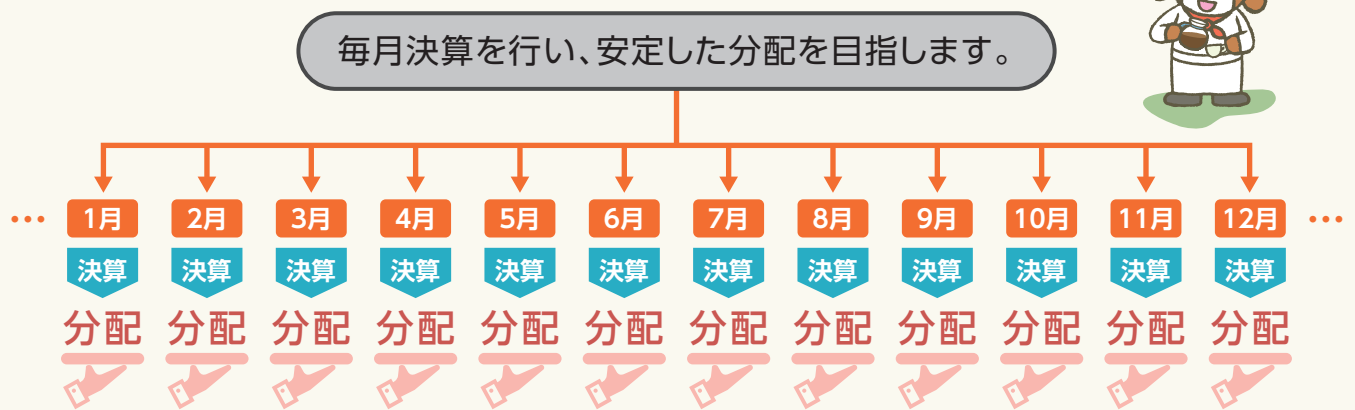 毎月決算を行い、安定した分配を目指します。
… 1月 2月 3月 4月 5月 6月 7月 8月 9月 10月 11月 12月 …
決算 決算 決算 決算 決算 決算 決算 決算 決算 決算 決算 決算
分配 分配 分配 分配 分配 分配 分配 分配 分配 分配 分配 分配